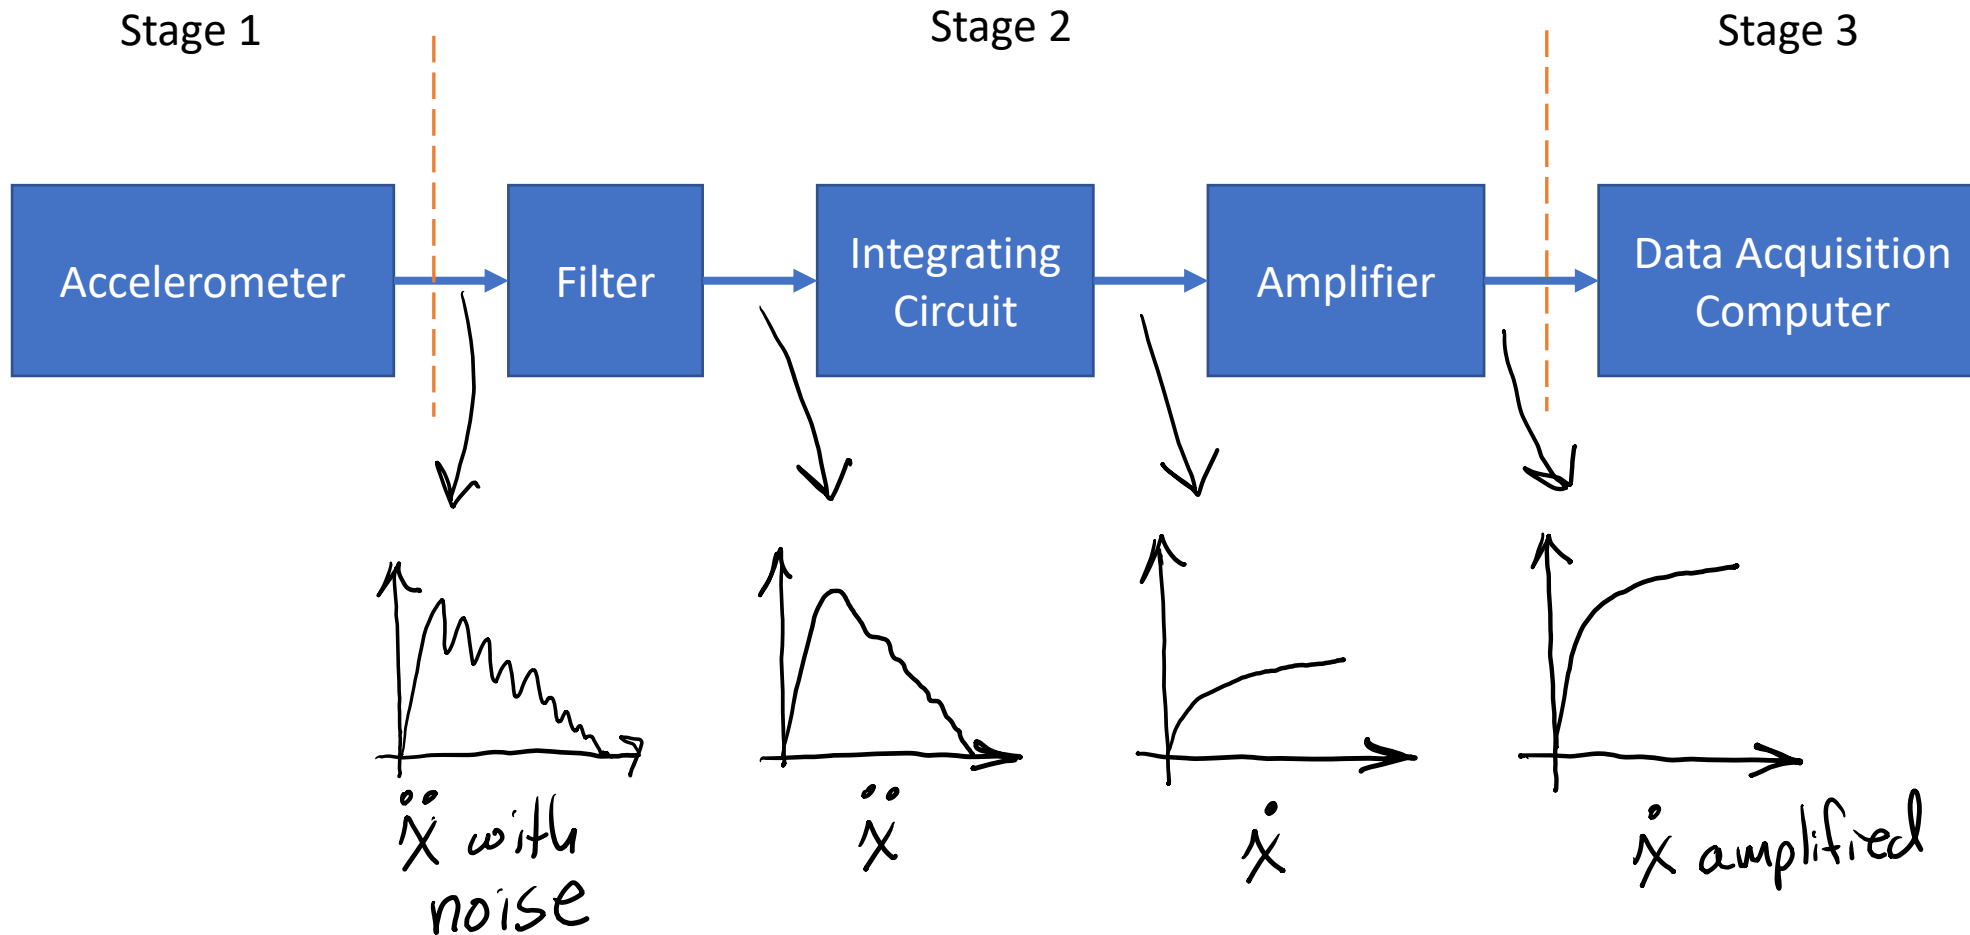 Stage 1
Stage 2
Stage 3
Accelerometer
Filter
Integrating
Circuit
Amplifier
Data Acquisition
Computer
ẍ with
noise
ẍ
ẋ
ẋ amplified